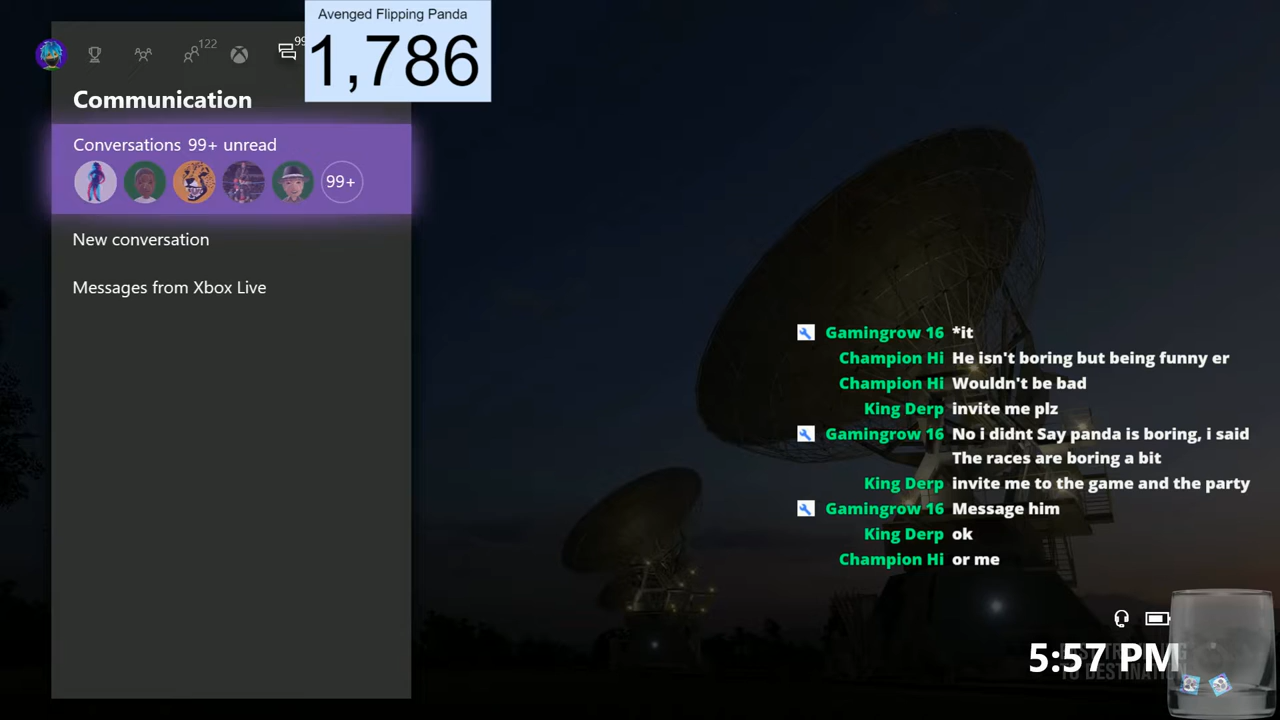 Avenged Flipping Panda
1,786
122
99
Communication
Conversations 99+ unread
99+
New conversation
Messages from Xbox Live
Gamingrow 16 *it
Champion Hi He isn't boring but being funny er
Champion Hi Wouldn't be bad
King Derp invite me plz
Gamingrow 16 No i didnt Say panda is boring, i said
The races are boring a bit
King Derp invite me to the game and the party
Gamingrow 16 Message him
King Derp ok
Champion Hi or me
5:57 PM
TO DESTINATION